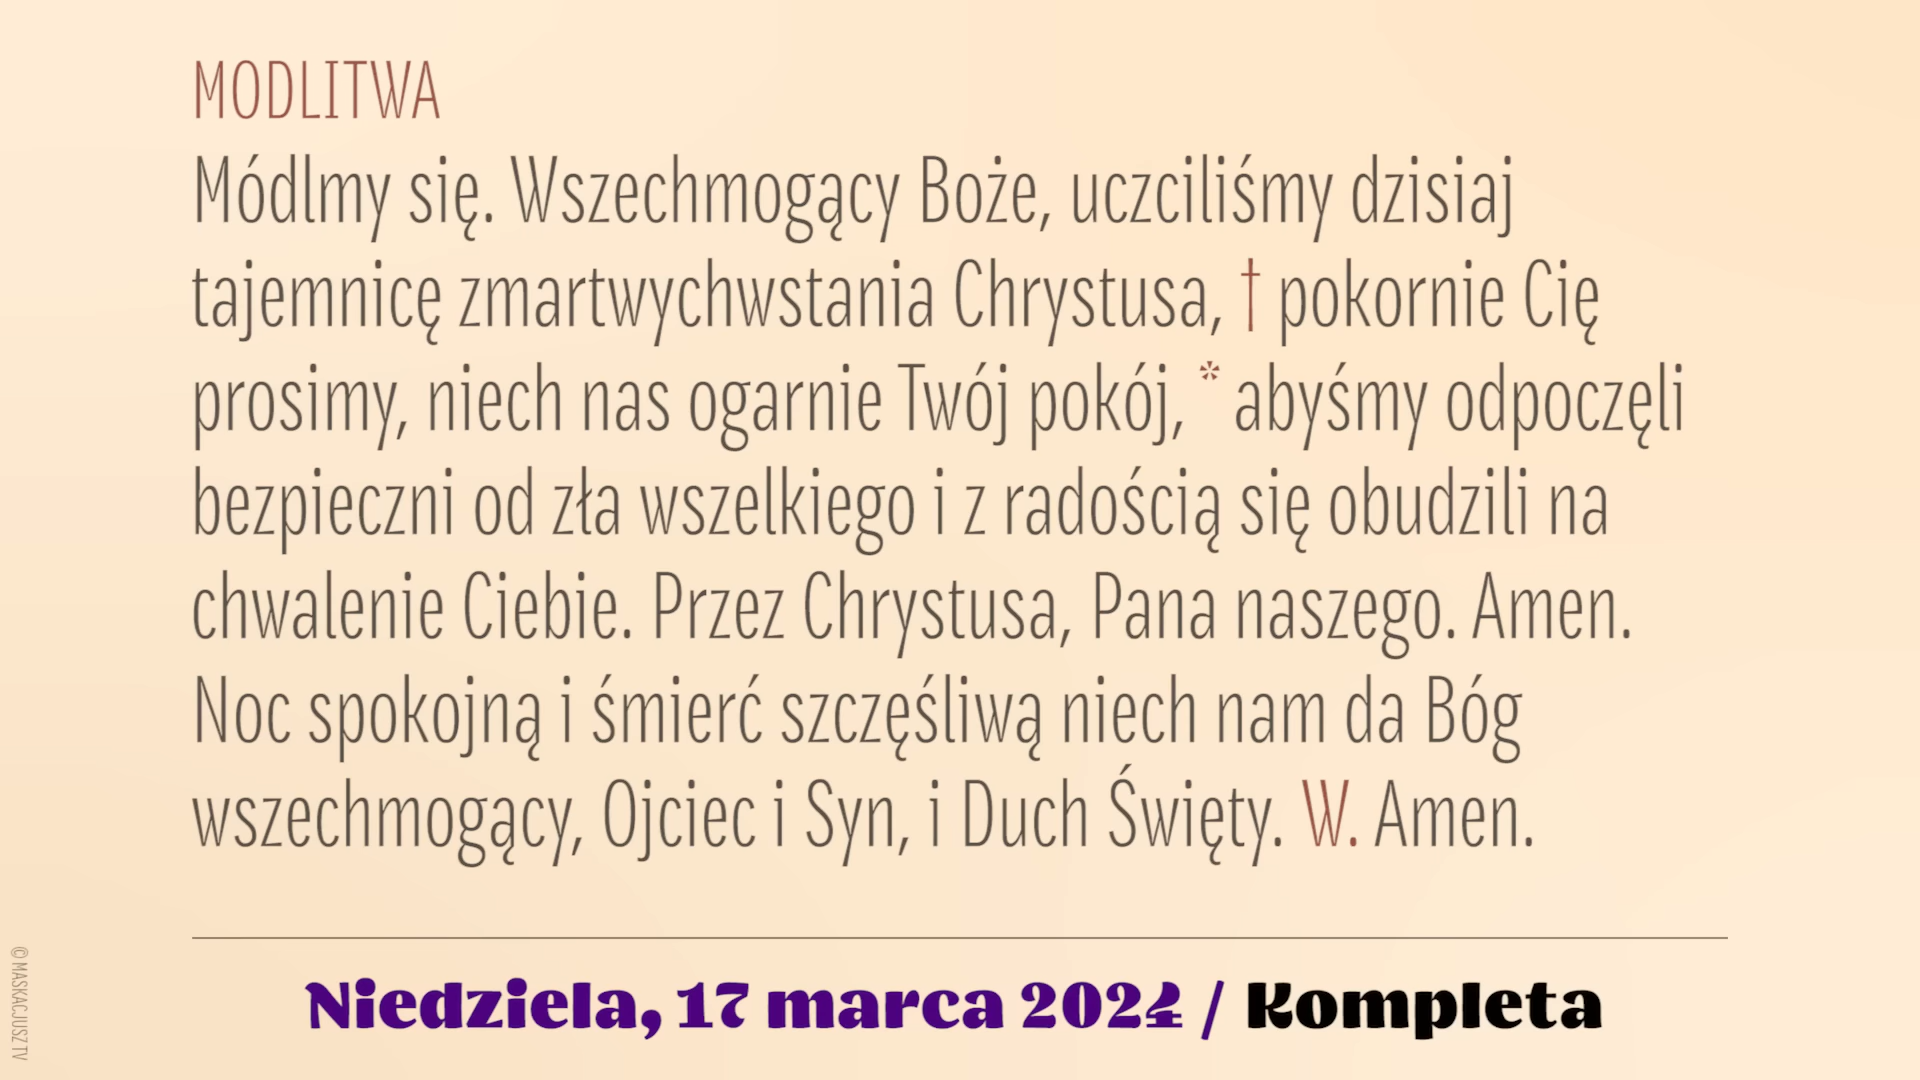 MODLITWA
Módlmy się. Wszechmogący Boże, uczciliśmy dzisiaj
tajemnicę zmartwychwstania Chrystusa, † pokornie Cię
prosimy, niech nas ogarnie Twój pokój, * abyśmy odpoczęli
bezpieczni od zła wszelkiego i z radością się obudzili na
chwalenie Ciebie. Przez Chrystusa, Pana naszego. Amen.
Noc spokojną i śmierć szczęśliwą niech nam da Bóg
wszechmogący, Ojciec i Syn, i Duch Święty. W. Amen.
Niedziela, 17 marca 2024 / Kompleta
© MASKACJUSZ TV